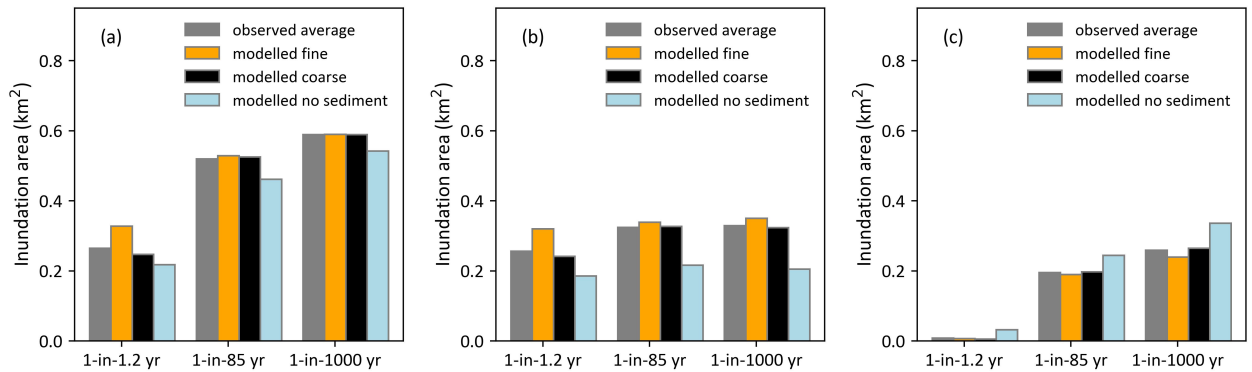 (a)
observed average
modelled fine
modelled coarse
modelled no sediment
Inundation area (km²)
0.8
0.6
0.4
0.2
0.0
1-in-1.2 yr 1-in-85 yr 1-in-1000 yr
(b)
observed average
modelled fine
modelled coarse
modelled no sediment
Inundation area (km²)
0.8
0.6
0.4
0.2
0.0
1-in-1.2 yr 1-in-85 yr 1-in-1000 yr
(c)
observed average
modelled fine
modelled coarse
modelled no sediment
Inundation area (km²)
0.8
0.6
0.4
0.2
0.0
1-in-1.2 yr 1-in-85 yr 1-in-1000 yr